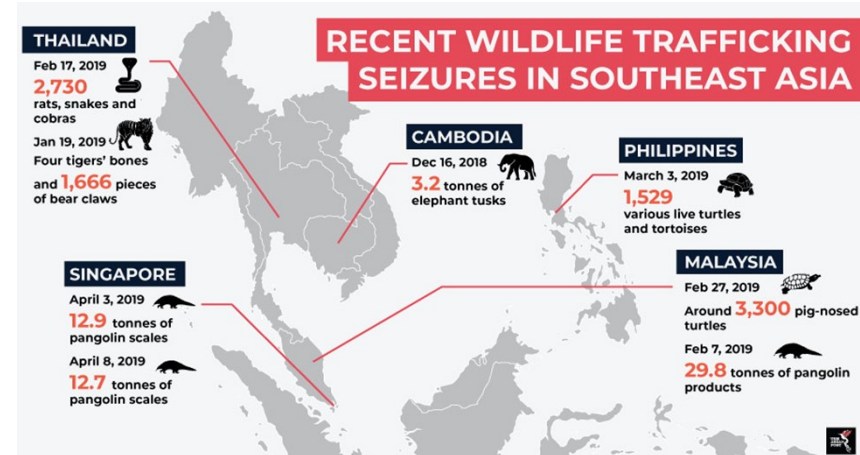 RECENT WILDLIFE TRAFFICKING
SEIZURES IN SOUTHEAST ASIA
THAILAND
Feb 17, 2019
2,730
rats, snakes and
cobras
Jan 19, 2019
Four tigers’ bones
and 1,666 pieces
of bear claws
CAMBODIA
Dec 16, 2018
3.2 tonnes of
elephant tusks
PHILIPPINES
March 3, 2019
1,529
various live turtles
and tortoises
SINGAPORE
April 3, 2019
12.9 tonnes of
pangolin scales
April 8, 2019
12.7 tonnes of
pangolin scales
MALAYSIA
Feb 27, 2019
Around 3,300 pig-nosed
turtles
Feb 7, 2019
29.8 tonnes of pangolin
products
THE
ASEAN
POST